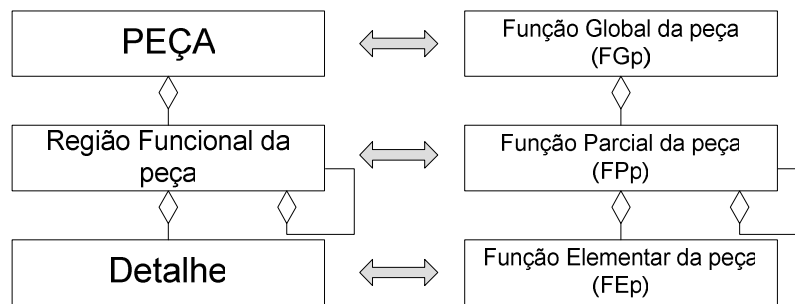 PEÇA
Função Global da peça
(FGp)
Região Funcional da
peça
Função Parcial da peça
(FPp)
Detalhe
Função Elementar da peça
(FEp)